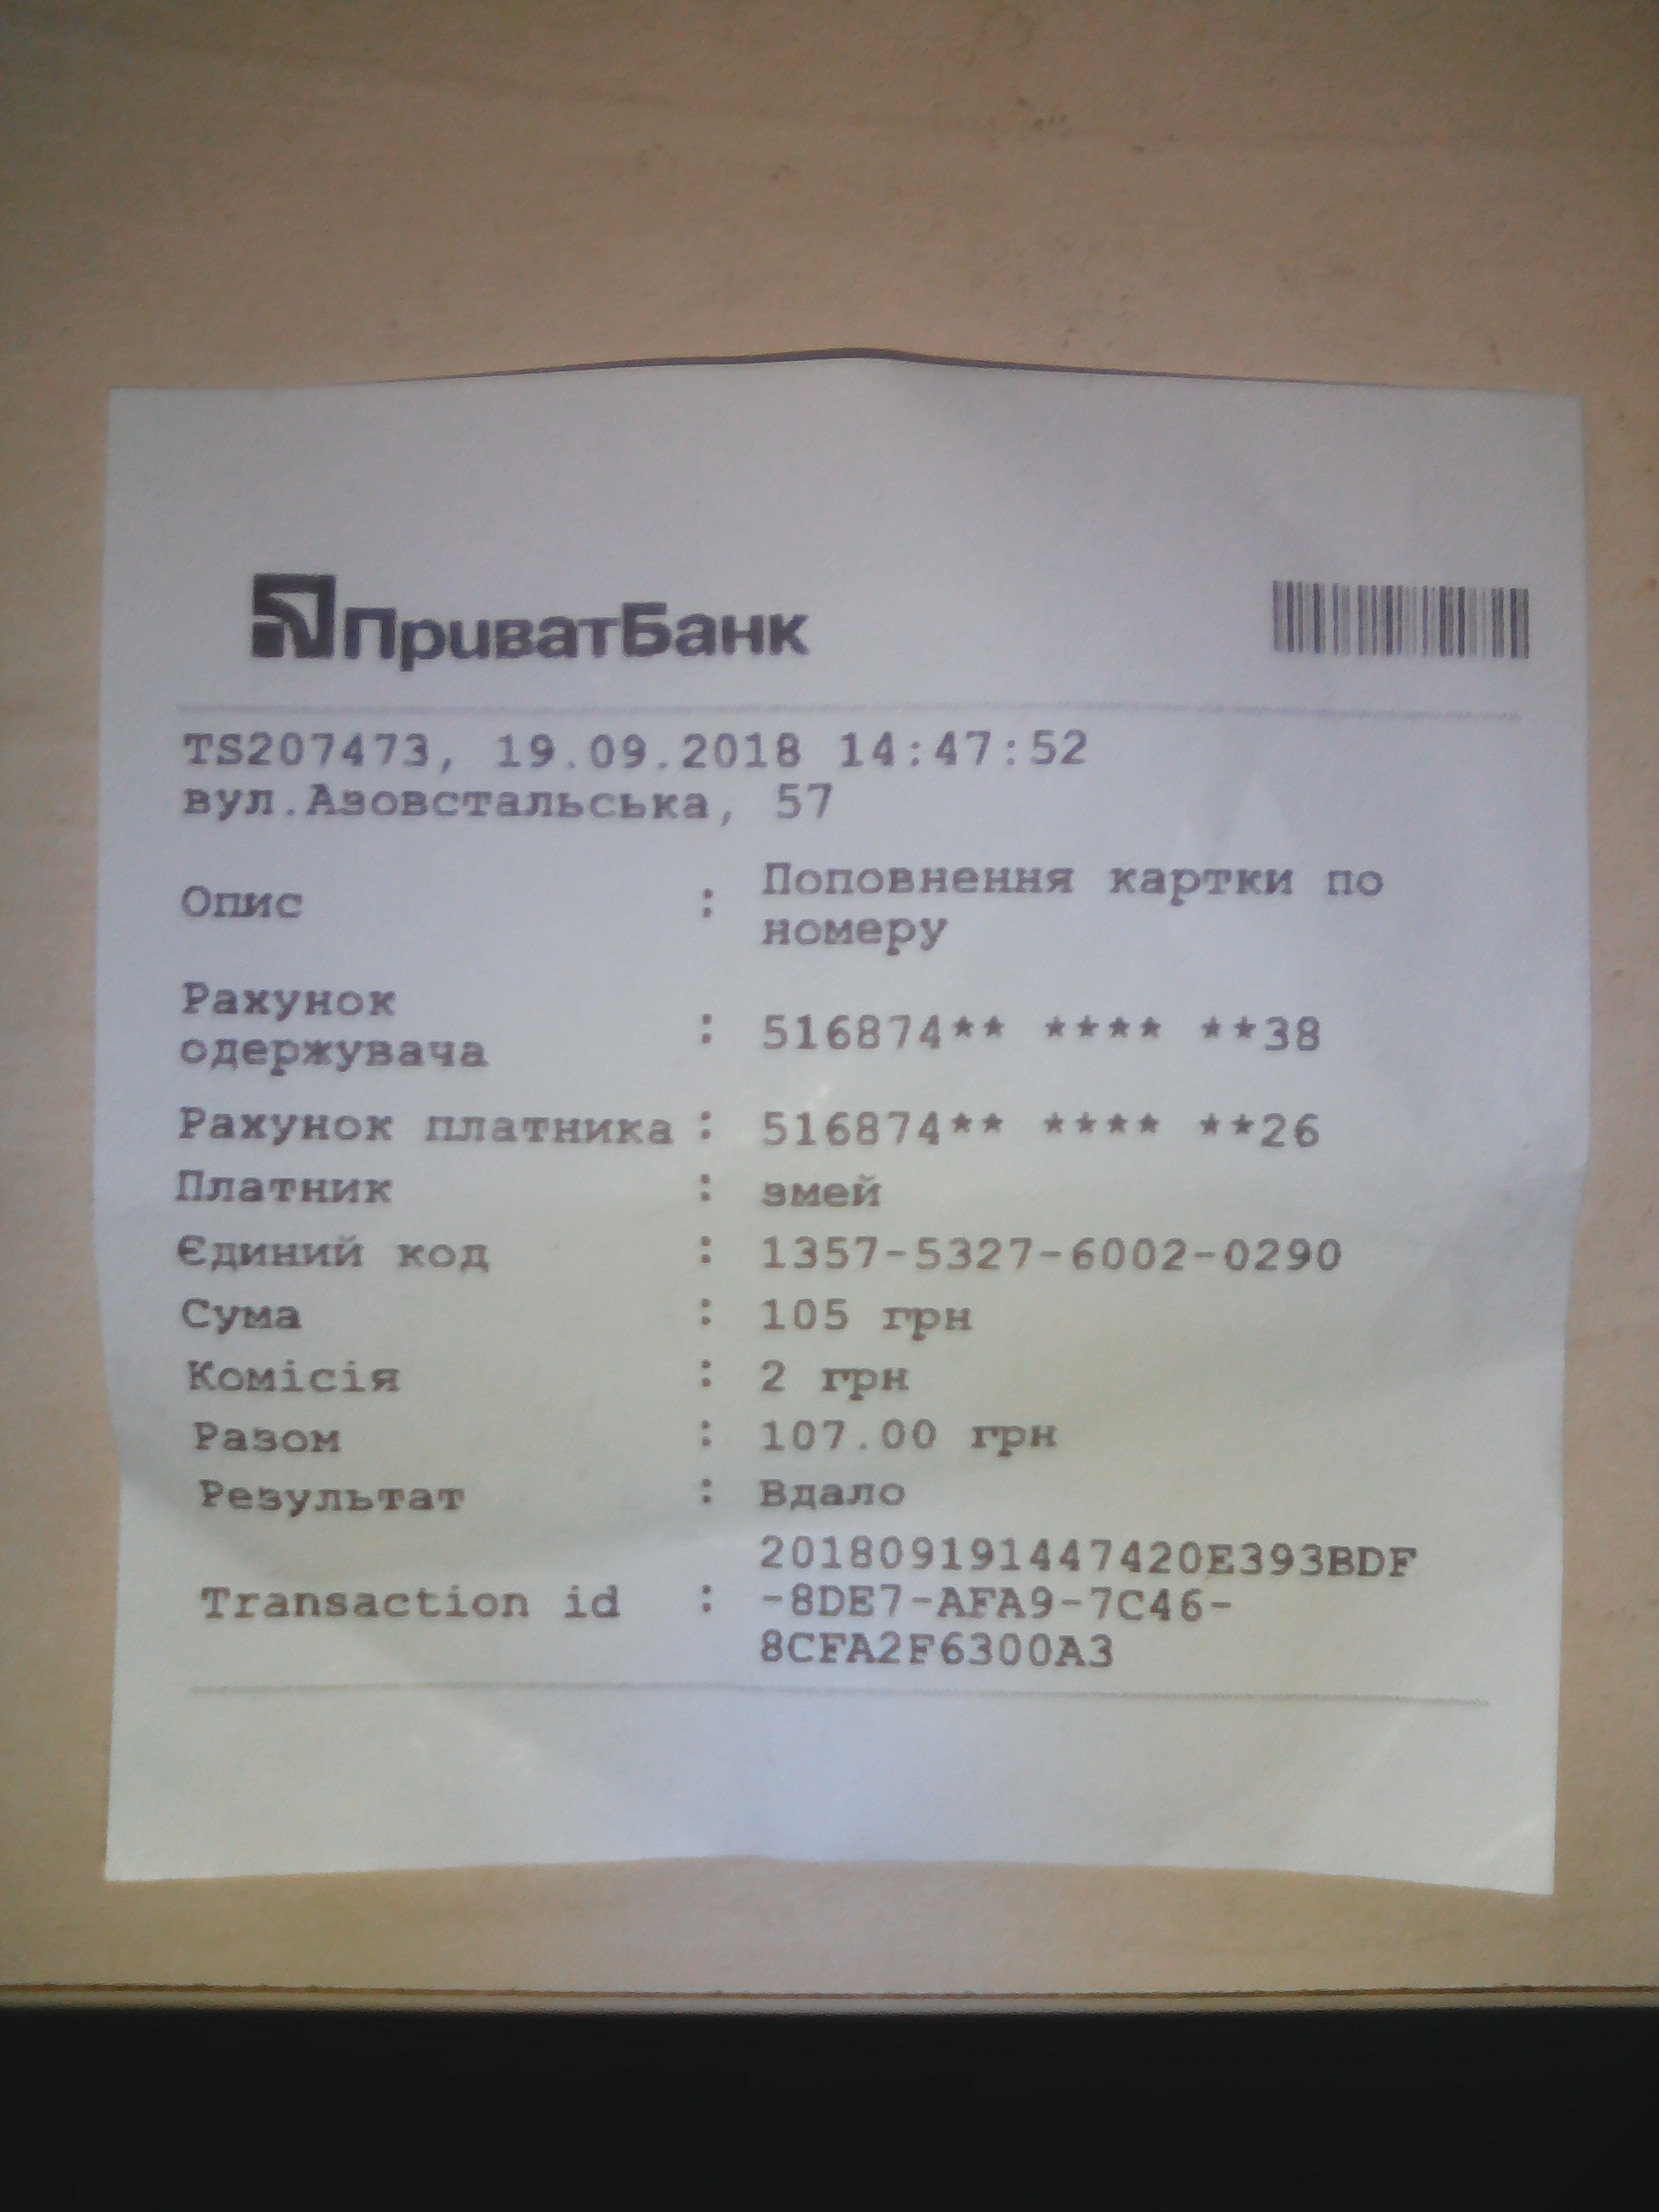 ПриватБанк
TS207473, 19.09.2018 14:47:52
вул.Азовстальська, 57
Опис : Поповнення картки по
номеру
Рахунок
одержувача : 516874** **** **38
Рахунок платника : 516874** **** **26
Платник : змей
Єдиний код : 1357-5327-6002-0290
Сума : 105 грн
Комісія : 2 грн
Разом : 107.00 грн
Результат : Вдало
Transaction id : 201809191447420E393BDF
-8DE7-AFA9-7C46-
8CFA2F6300A3